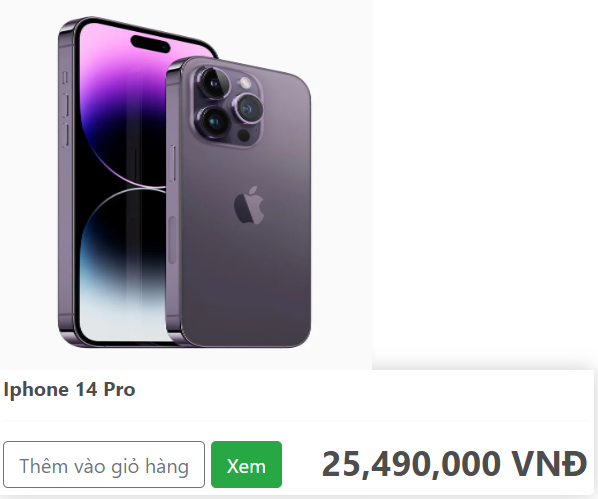 Iphone 14 Pro
Thêm vào giỏ hàng Xem 25,490,000 VNĐ